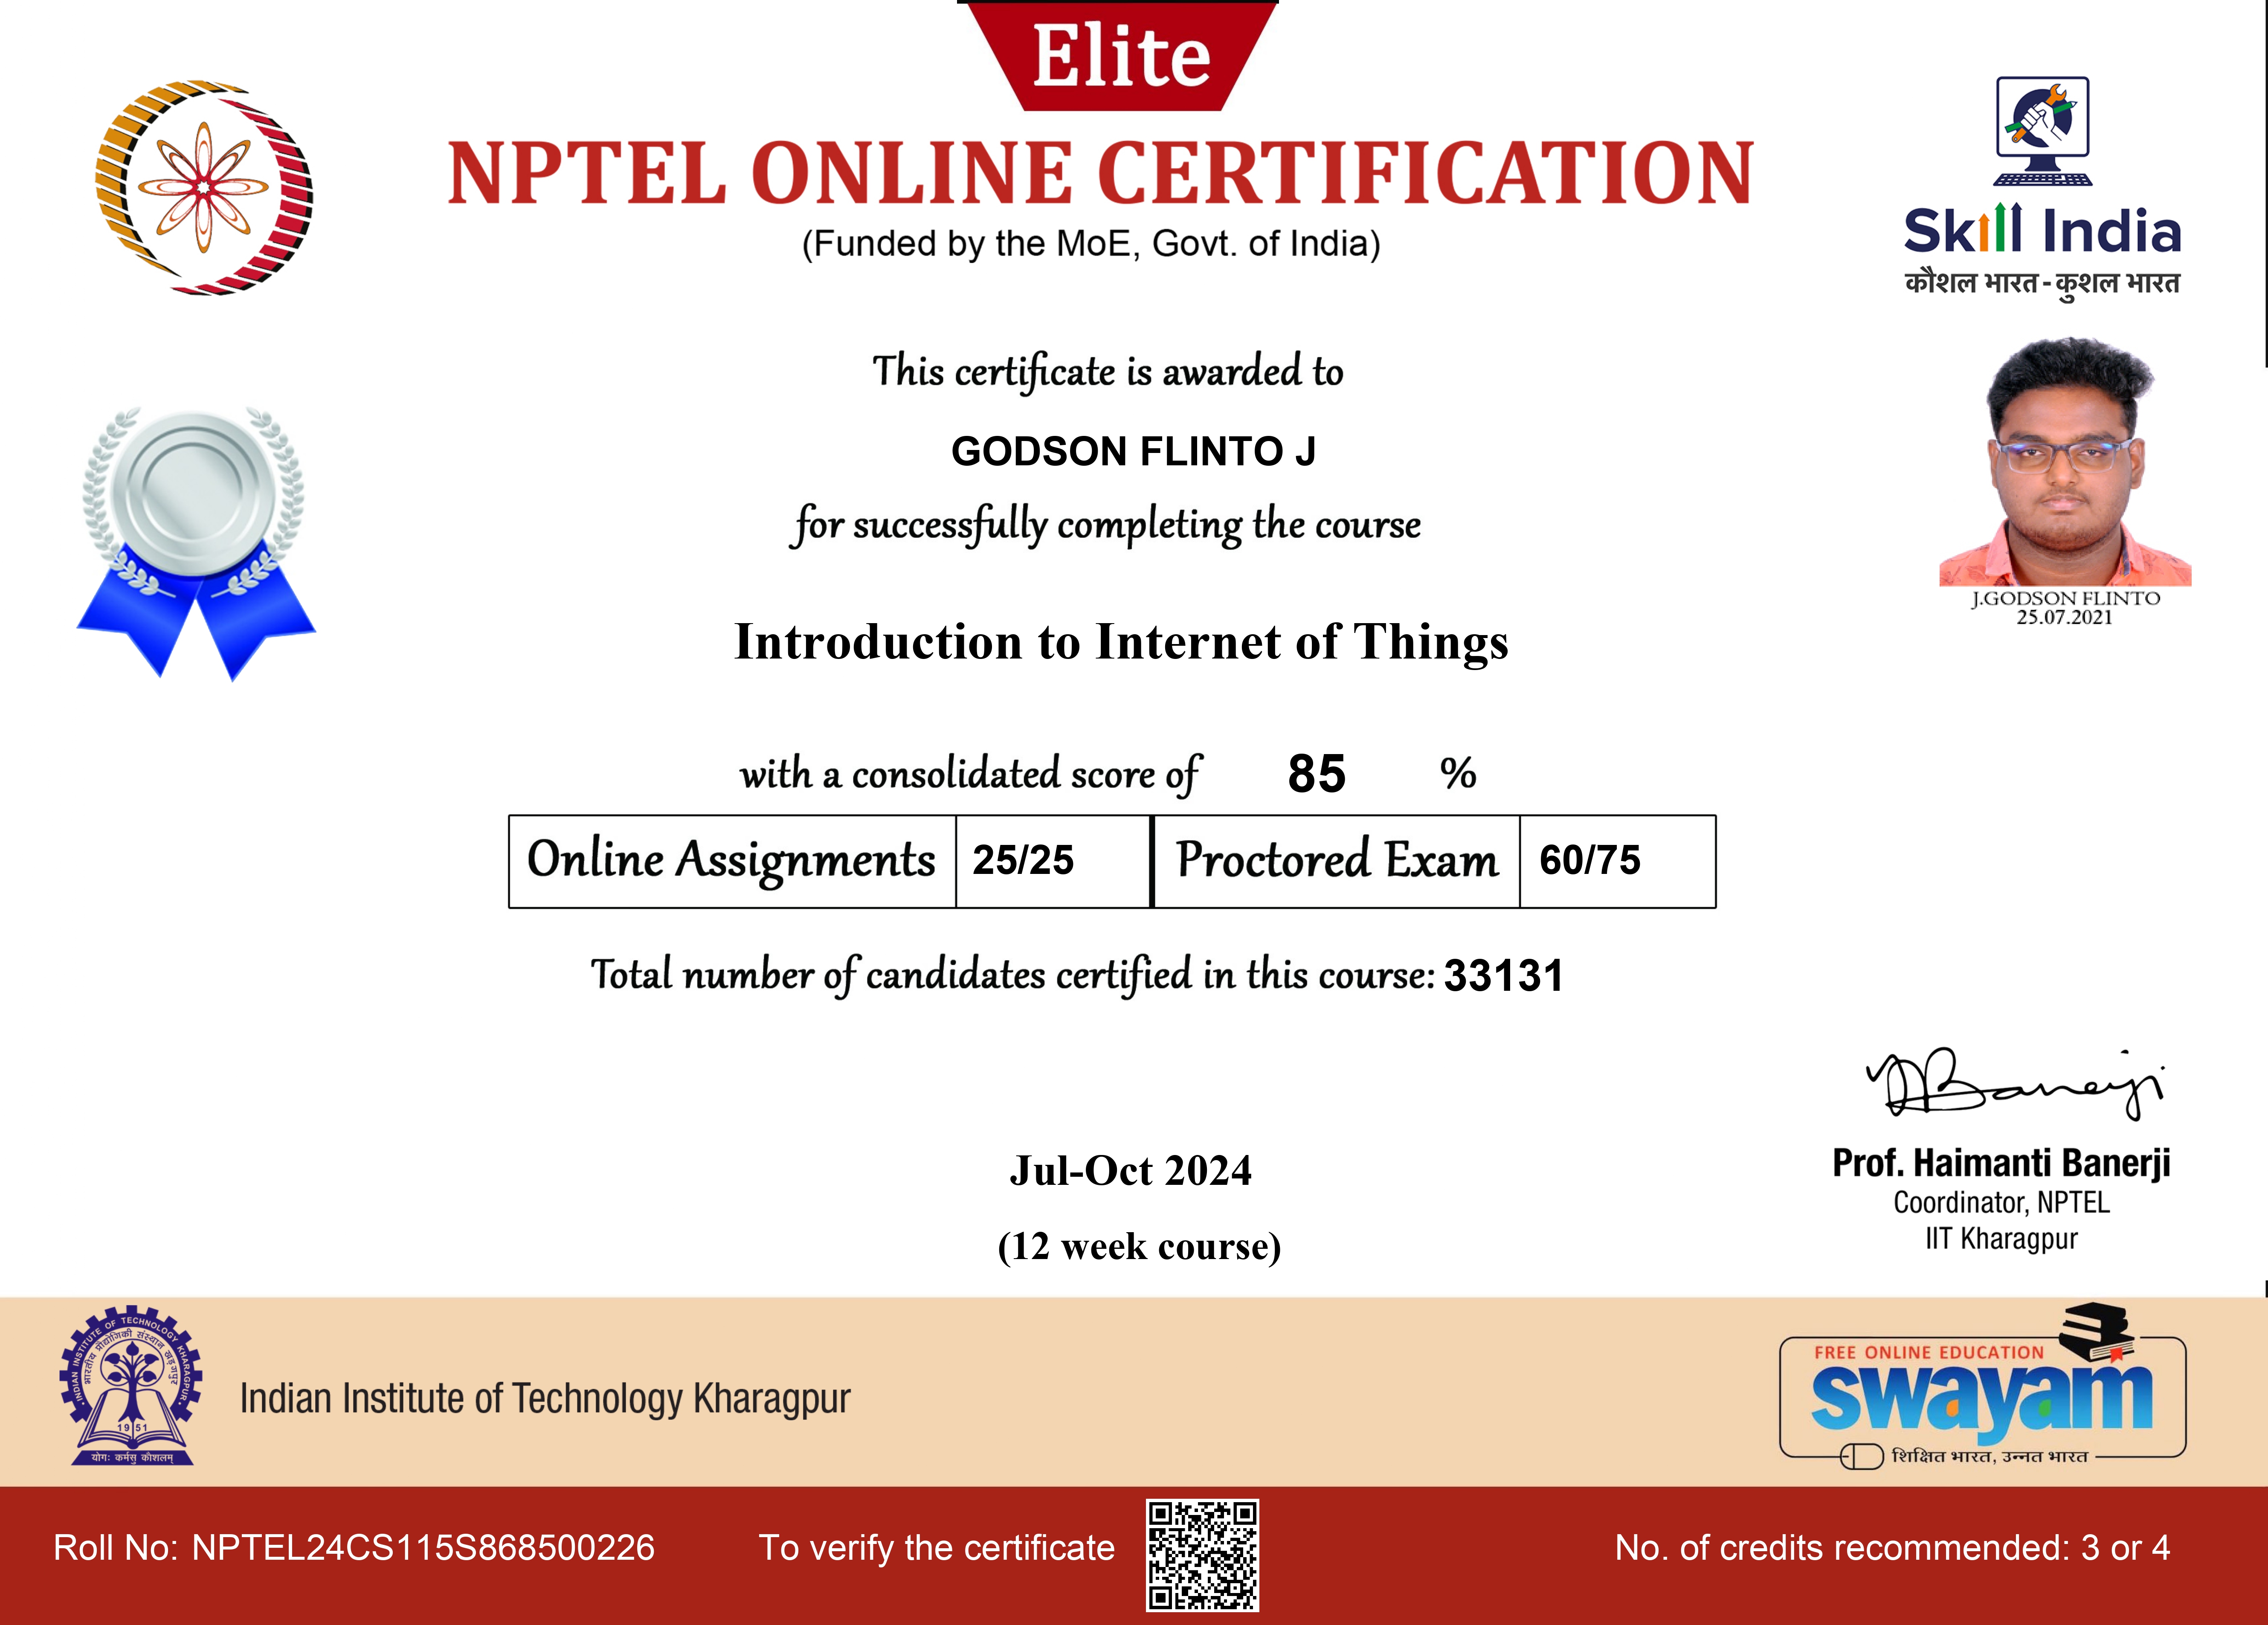 Elite
NPTEL ONLINE CERTIFICATION
(Funded by the MoE, Govt. of India)
Skill India
कौशल भारत - कुशल भारत
This certificate is awarded to
GODSON FLINTO J
for successfully completing the course
J.GODSON FLINTO
25.07.2021
Introduction to Internet of Things
with a consolidated score of 85 %
Online Assignments 25/25 Proctored Exam 60/75
Total number of candidates certified in this course: 33131
Banerji
Prof. Haimanti Banerji
Coordinator, NPTEL
IIT Kharagpur
Jul-Oct 2024
(12 week course)
INDIAN INSTITUTE OF TECHNOLOGY KHARAGPUR
भारतीय प्रौद्योगिकी संस्थान खड़गपुर
1951
योगः कर्मसु कौशलम्
Indian Institute of Technology Kharagpur
FREE ONLINE EDUCATION
swayam
शिक्षित भारत, उन्नत भारत
Roll No: NPTEL24CS115S868500226
To verify the certificate
No. of credits recommended: 3 or 4